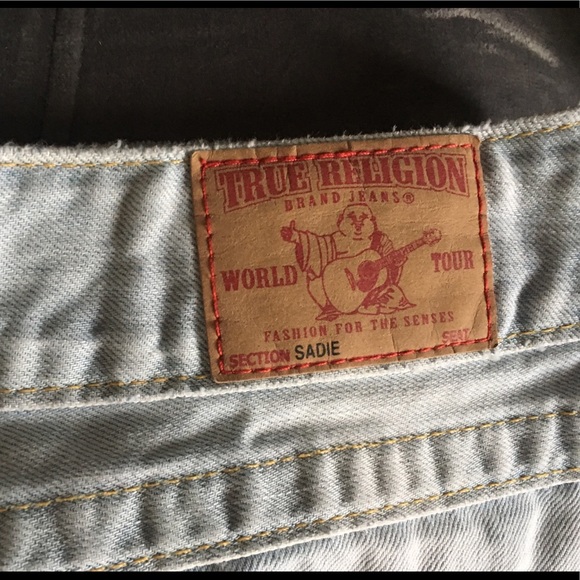 TRUE RELIGION
BRAND JEANS®
WORLD TOUR
FASHION FOR THE SENSES
SECTION SADIE SEAT